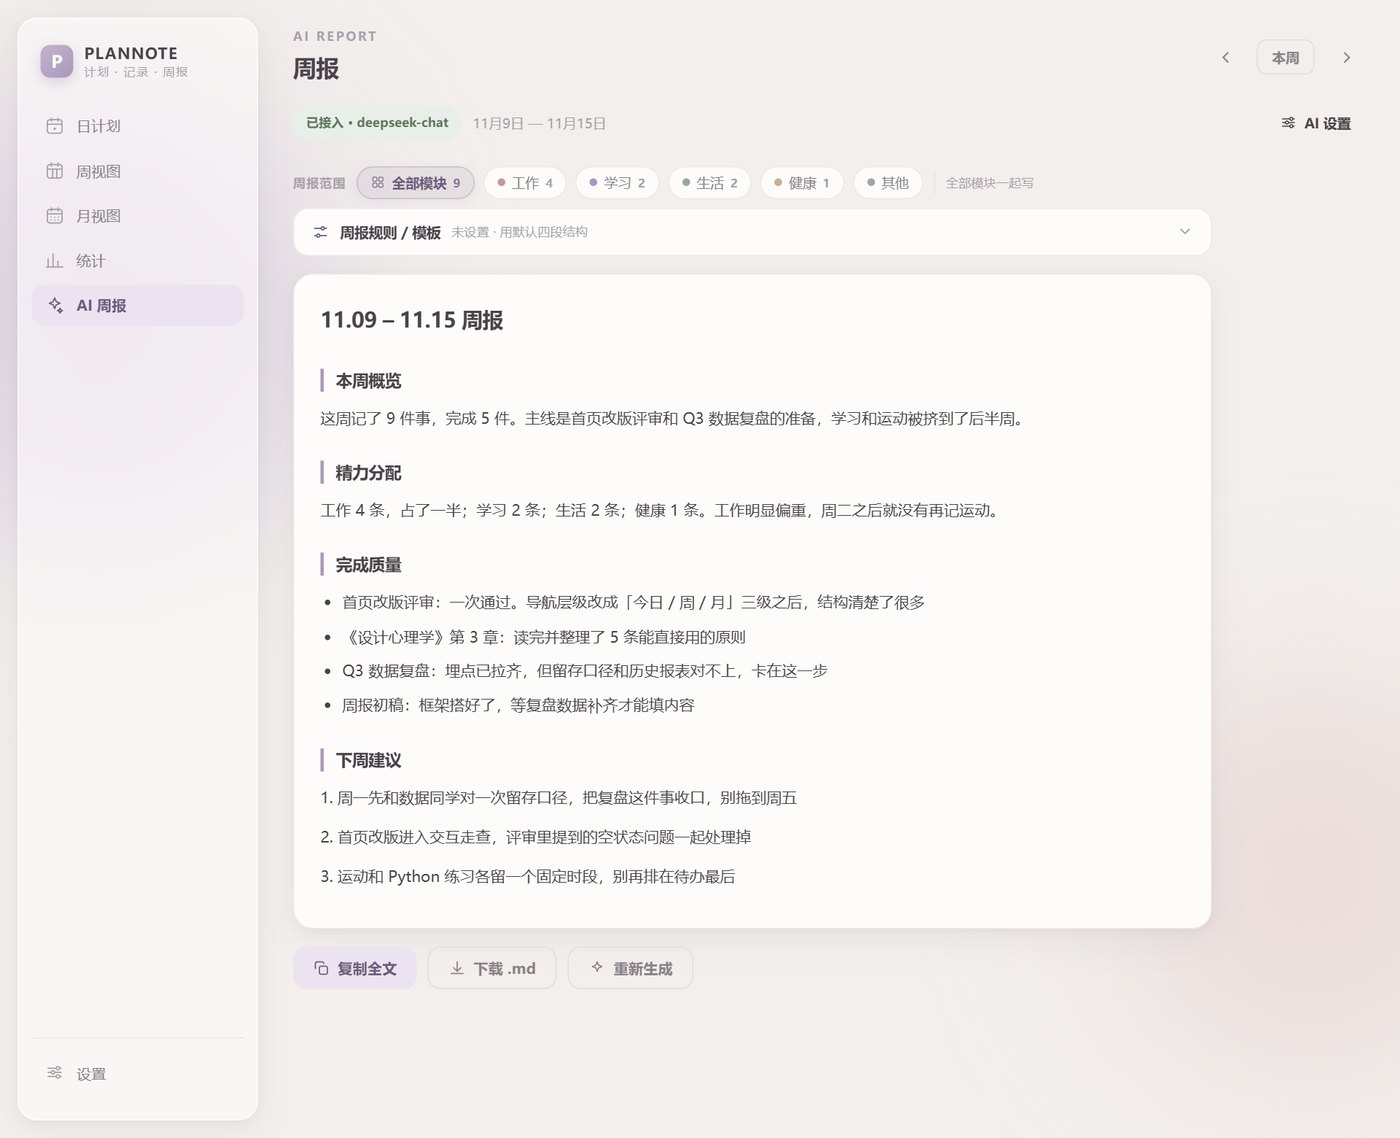 P
PLANNOTE
计划 · 记录 · 周报
日计划
周视图
月视图
统计
AI 周报
设置
AI REPORT
周报
本周
已接入 • deepseek-chat
11月9日 — 11月15日
AI 设置
周报范围
全部模块 9
工作 4
学习 2
生活 2
健康 1
其他
全部模块一起写
周报规则 / 模板 未设置 · 用默认四段结构
11.09 – 11.15 周报
本周概览
这周记了 9 件事，完成 5 件。主线是首页改版评审和 Q3 数据复盘的准备，学习和运动被挤到了后半周。
精力分配
工作 4 条，占了一半；学习 2 条；生活 2 条；健康 1 条。工作明显偏重，周二之后就没有再记运动。
完成质量
• 首页改版评审：一次通过。导航层级改成「今日 / 周 / 月」三级之后，结构清楚了很多
• 《设计心理学》第 3 章：读完并整理了 5 条能直接用的原则
• Q3 数据复盘：埋点已拉齐，但留存口径和历史报表对不上，卡在这一步
• 周报初稿：框架搭好了，等复盘数据补齐才能填内容
下周建议
1. 周一先和数据同学对一次留存口径，把复盘这件事收口，别拖到周五
2. 首页改版进入交互走查，评审里提到的空状态问题一起处理掉
3. 运动和 Python 练习各留一个固定时段，别再排在待办最后
复制全文
下载 .md
重新生成